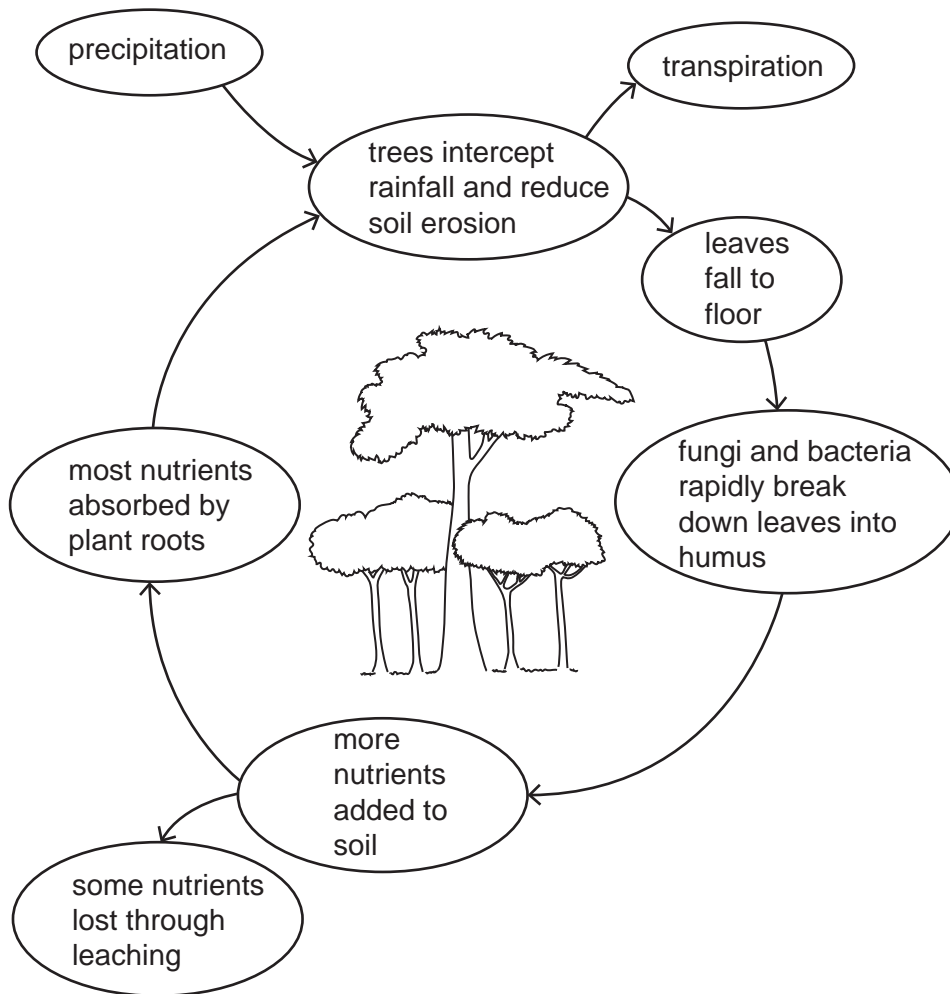 precipitation
transpiration
trees intercept
rainfall and reduce
soil erosion
leaves
fall to
floor
fungi and bacteria
rapidly break
down leaves into
humus
more
nutrients
added to
soil
some nutrients
lost through
leaching
most nutrients
absorbed by
plant roots